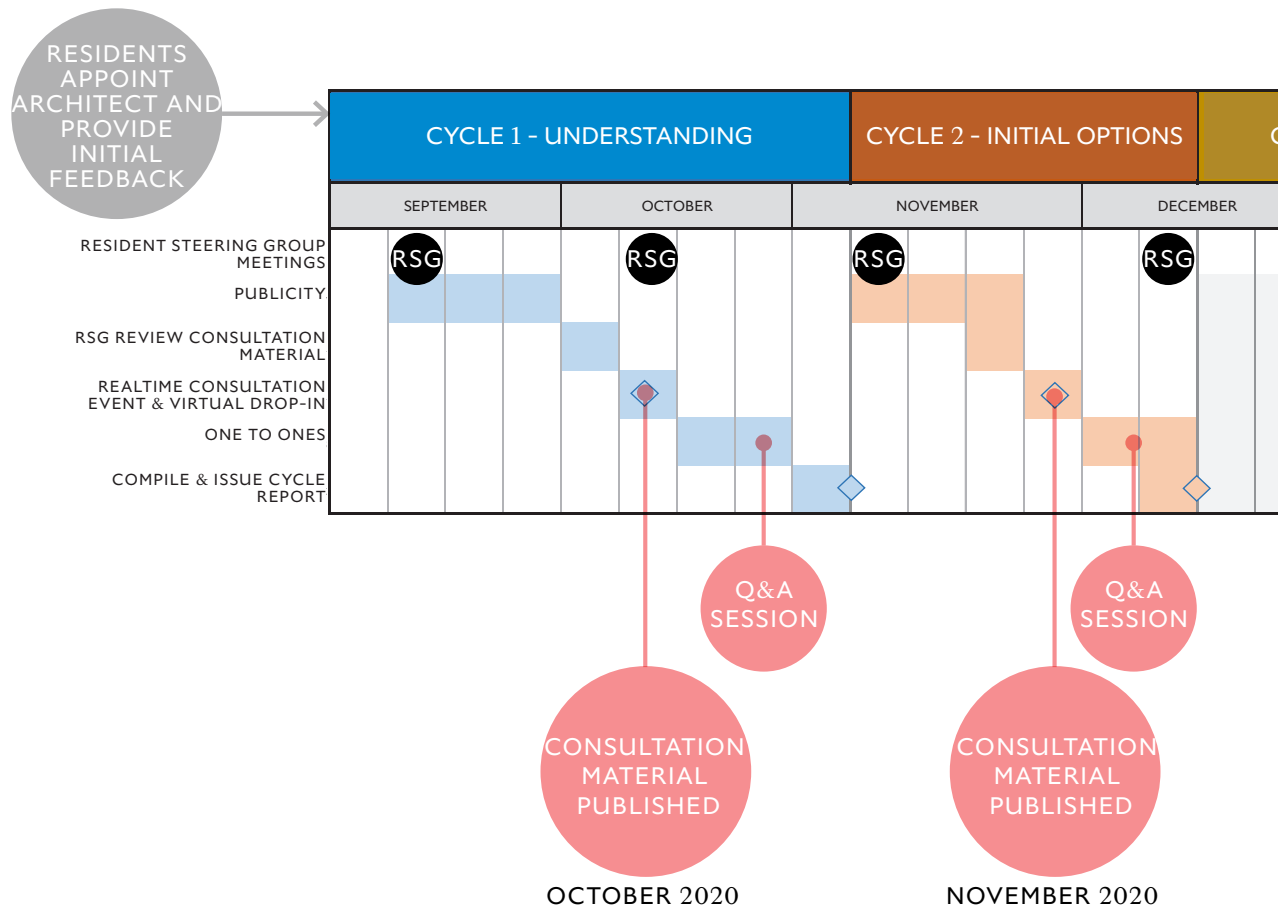 RESIDENTS
APPOINT
ARCHITECT AND
PROVIDE
INITIAL
FEEDBACK
CYCLE 1 - UNDERSTANDING
CYCLE 2 - INITIAL OPTIONS
SEPTEMBER
OCTOBER
NOVEMBER
DECEMBER
RESIDENT STEERING GROUP
MEETINGS
RSG
RSG
RSG
RSG
PUBLICITY
RSG REVIEW CONSULTATION
MATERIAL
REALTIME CONSULTATION
EVENT & VIRTUAL DROP-IN
ONE TO ONES
COMPILE & ISSUE CYCLE
REPORT
Q&A
SESSION
Q&A
SESSION
CONSULTATION
MATERIAL
PUBLISHED
CONSULTATION
MATERIAL
PUBLISHED
OCTOBER 2020
NOVEMBER 2020